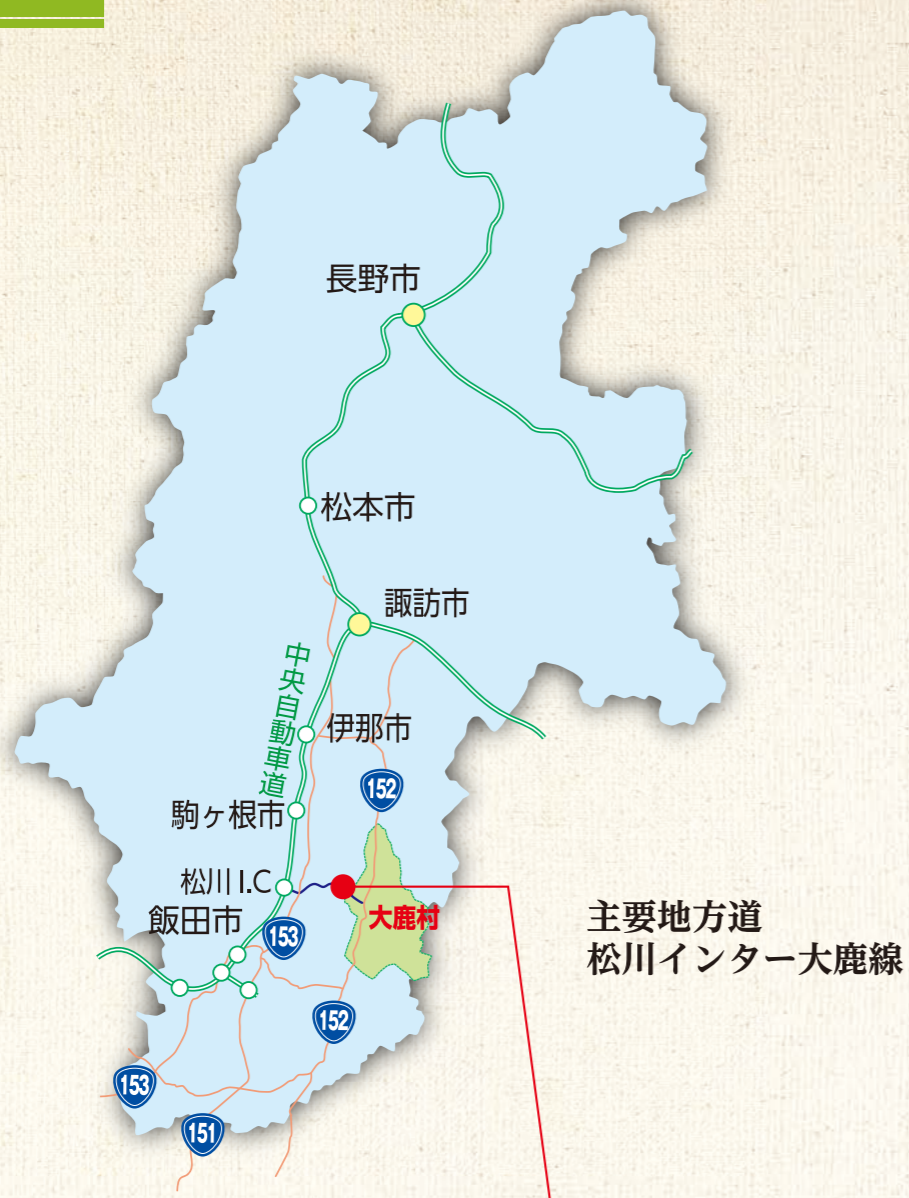 長野市
松本市
諏訪市
中央自動車道
伊那市
152
駒ヶ根市
松川I.C
大鹿村
飯田市
153
主要地方道
松川インター大鹿線
152
153
151